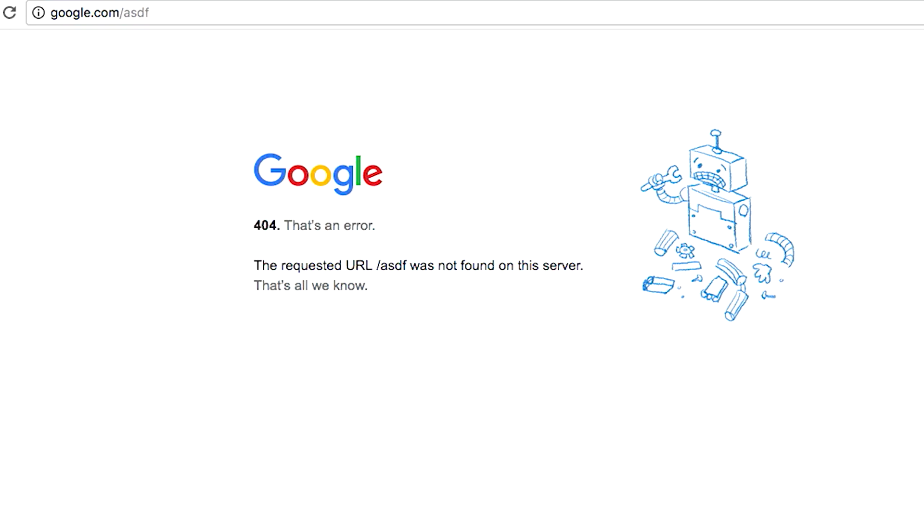 google.com/asdf
Google
404. That's an error.
The requested URL /asdf was not found on this server.
That's all we know.